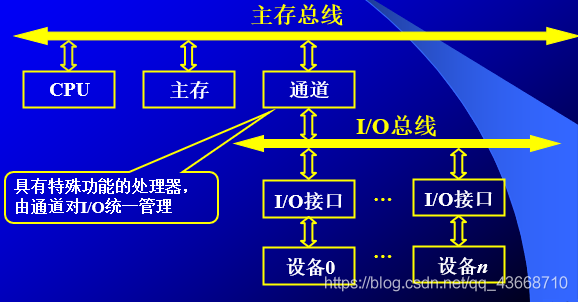 主存总线
CPU
主存
通道
I/O总线
具有特殊功能的处理器，
由通道对I/O统一管理
I/O接口
…
I/O接口
设备0
…
设备n
https://blog.csdn.net/qq_43668710